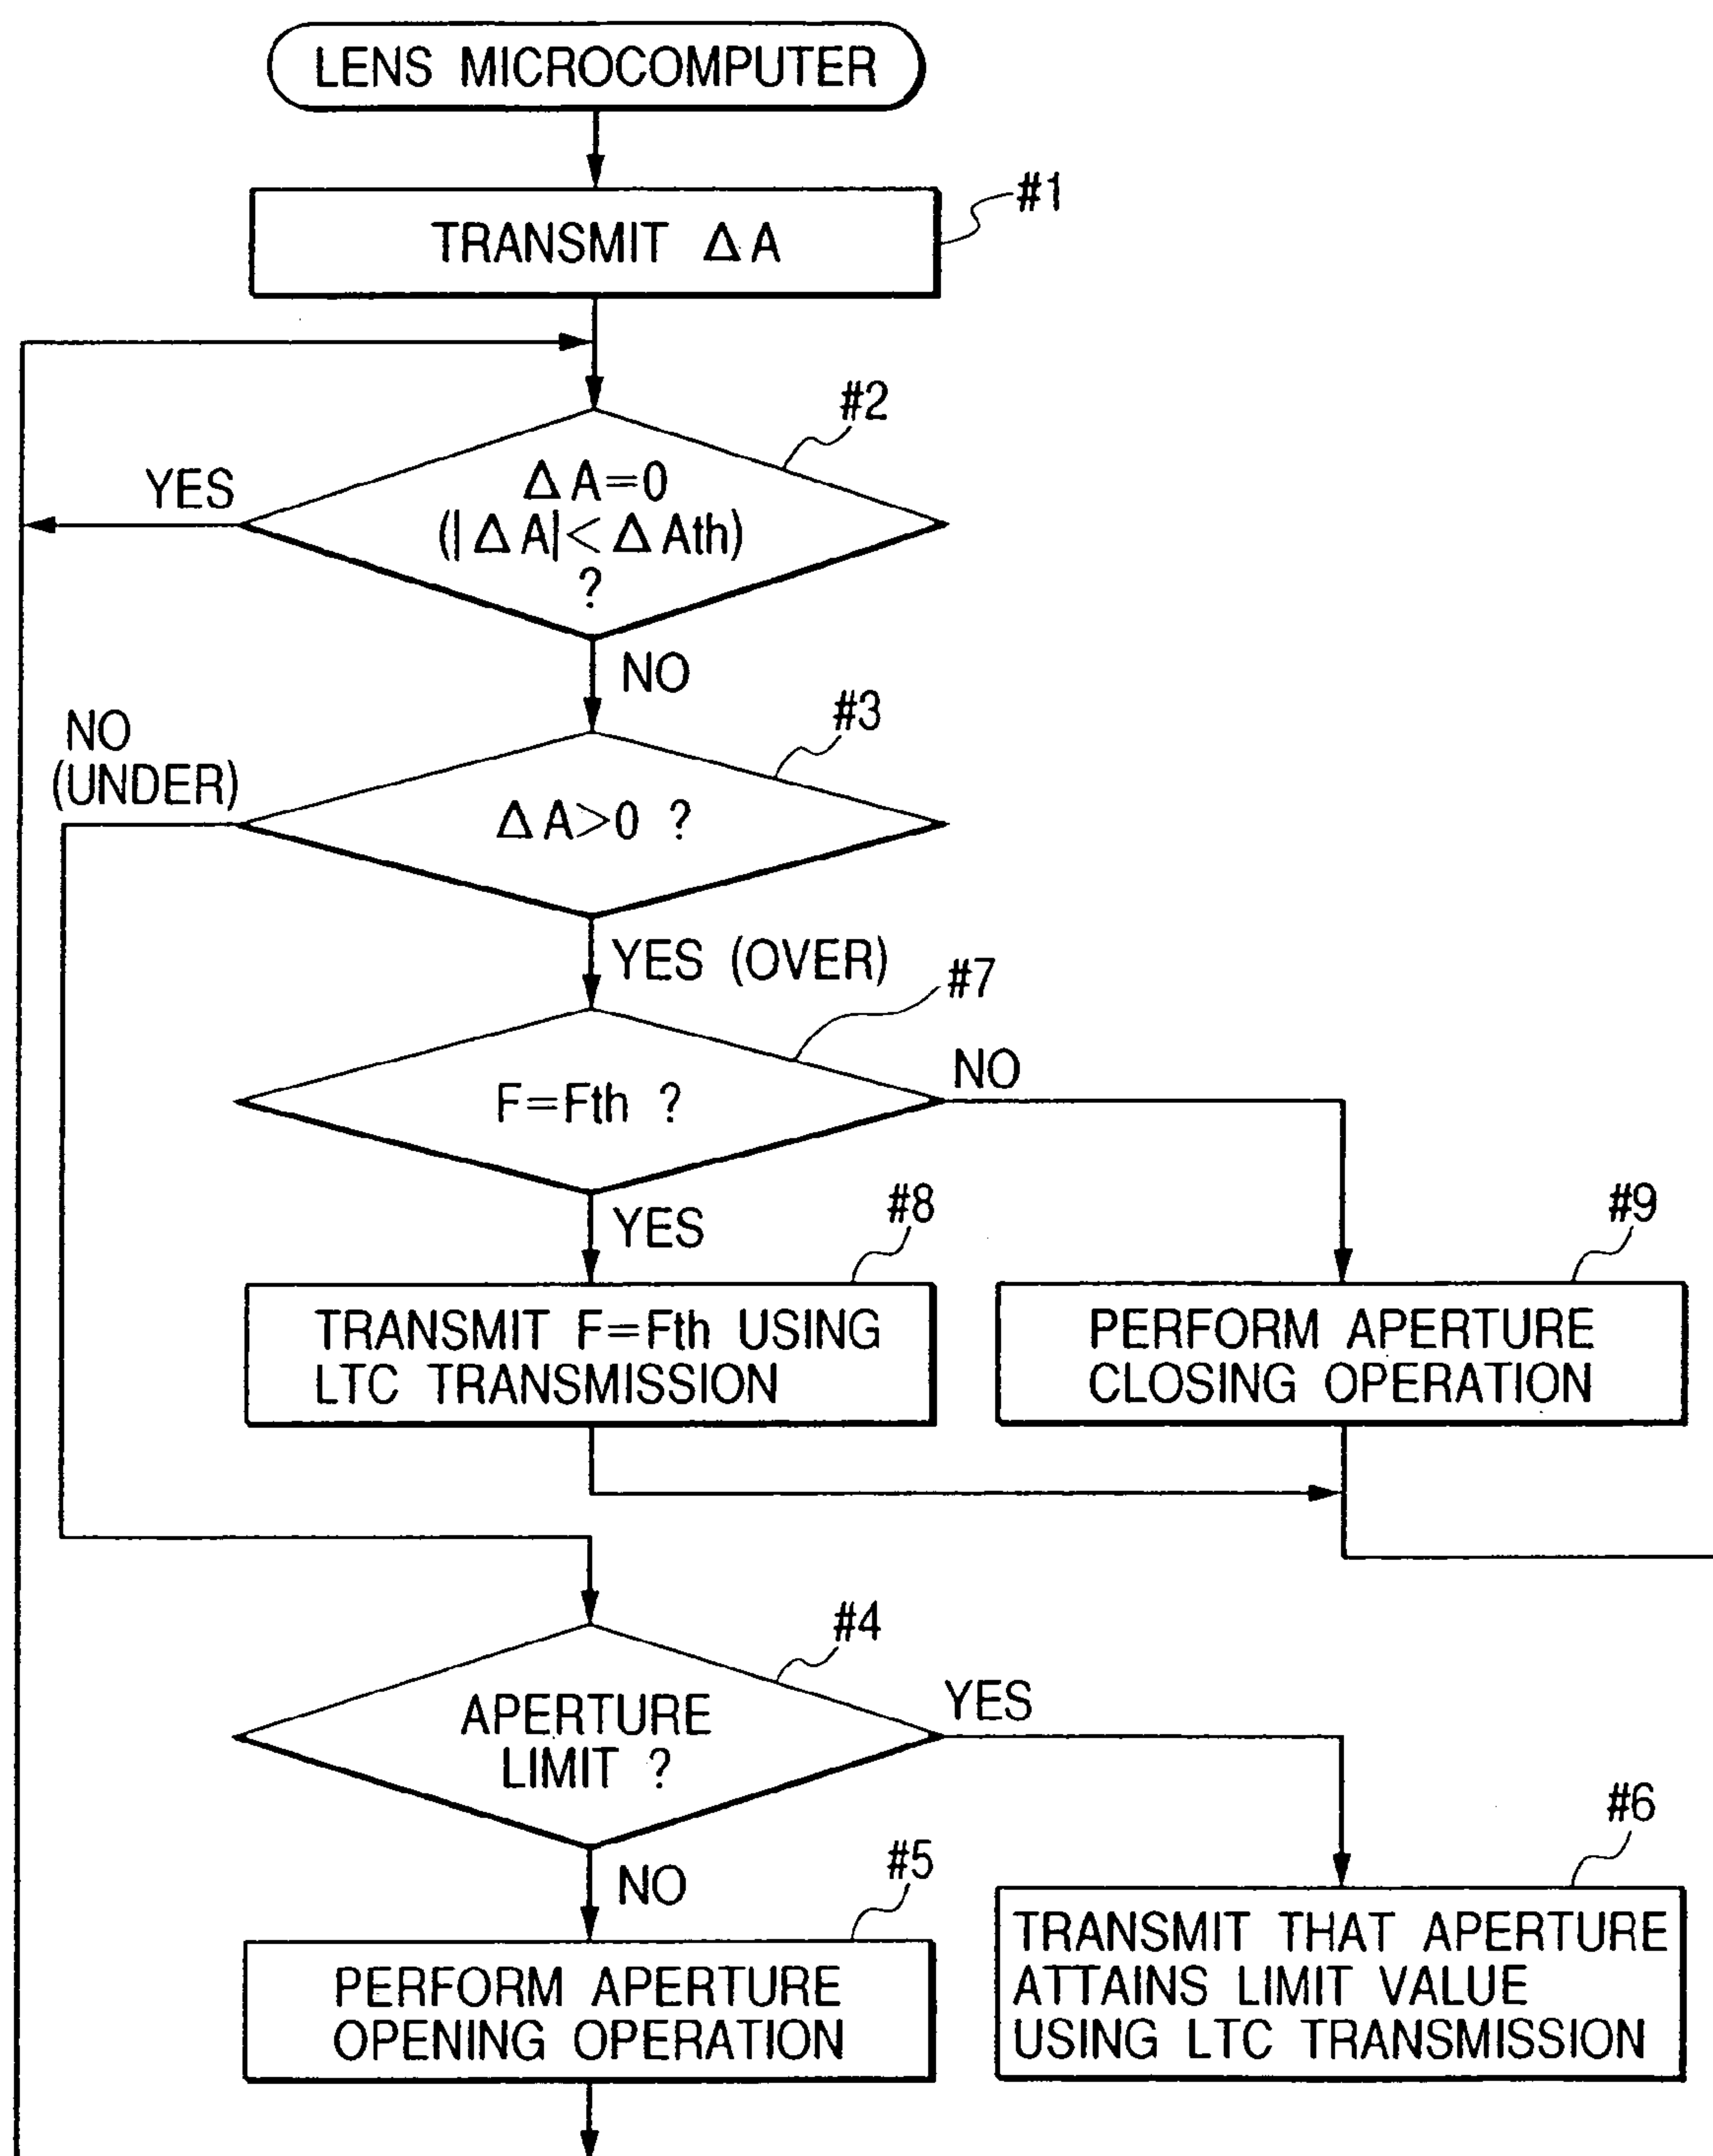 LENS MICROCOMPUTER
#1
TRANSMIT ΔA
#2
YES
ΔA=0
(|ΔA|<ΔAth)
?
NO
#3
NO
(UNDER)
ΔA>0 ?
YES (OVER)
#7
F=Fth ?
NO
YES
#8
#9
TRANSMIT F=Fth USING
LTC TRANSMISSION
PERFORM APERTURE
CLOSING OPERATION
#4
APERTURE
LIMIT ?
YES
NO
#5
#6
PERFORM APERTURE
OPENING OPERATION
TRANSMIT THAT APERTURE
ATTAINS LIMIT VALUE
USING LTC TRANSMISSION